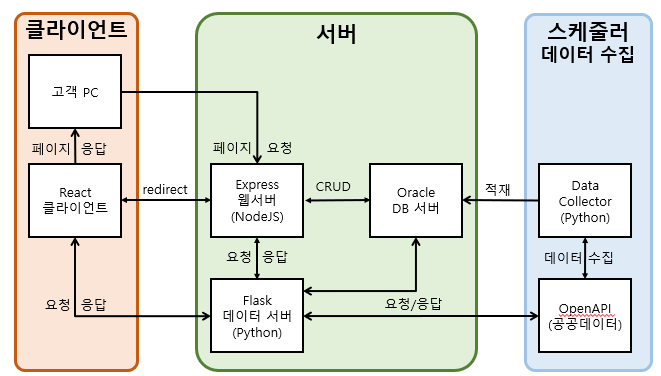 클라이언트
서버
스케줄러
데이터 수집
고객 PC
페이지 응답
페이지 요청
React
클라이언트
redirect
Express
웹서버
(NodeJS)
CRUD
Oracle
DB 서버
적재
Data
Collector
(Python)
요청 응답
데이터 수집
요청 응답
Flask
데이터 서버
(Python)
요청/응답
OpenAPI
(공공데이터)